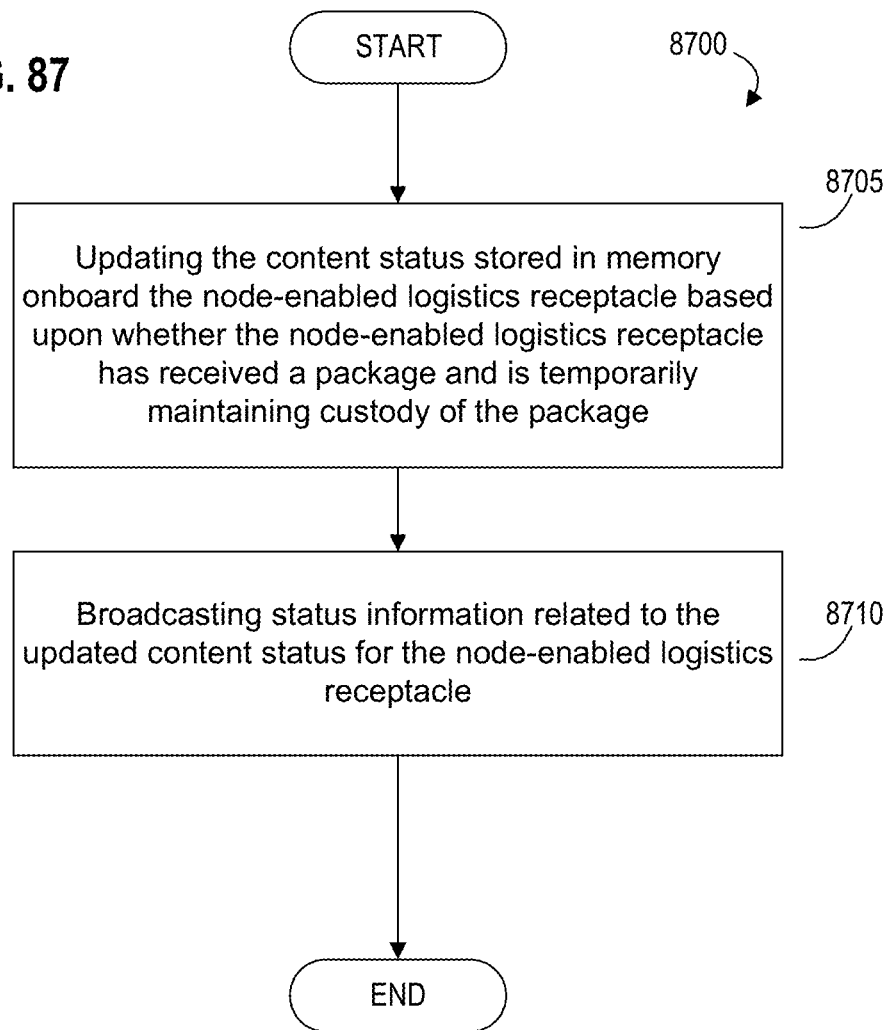 START
8700
G. 87
8705
Updating the content status stored in memory
onboard the node-enabled logistics receptacle based
upon whether the node-enabled logistics receptacle
has received a package and is temporarily
maintaining custody of the package
Broadcasting status information related to the
updated content status for the node-enabled logistics
receptacle
8710
END